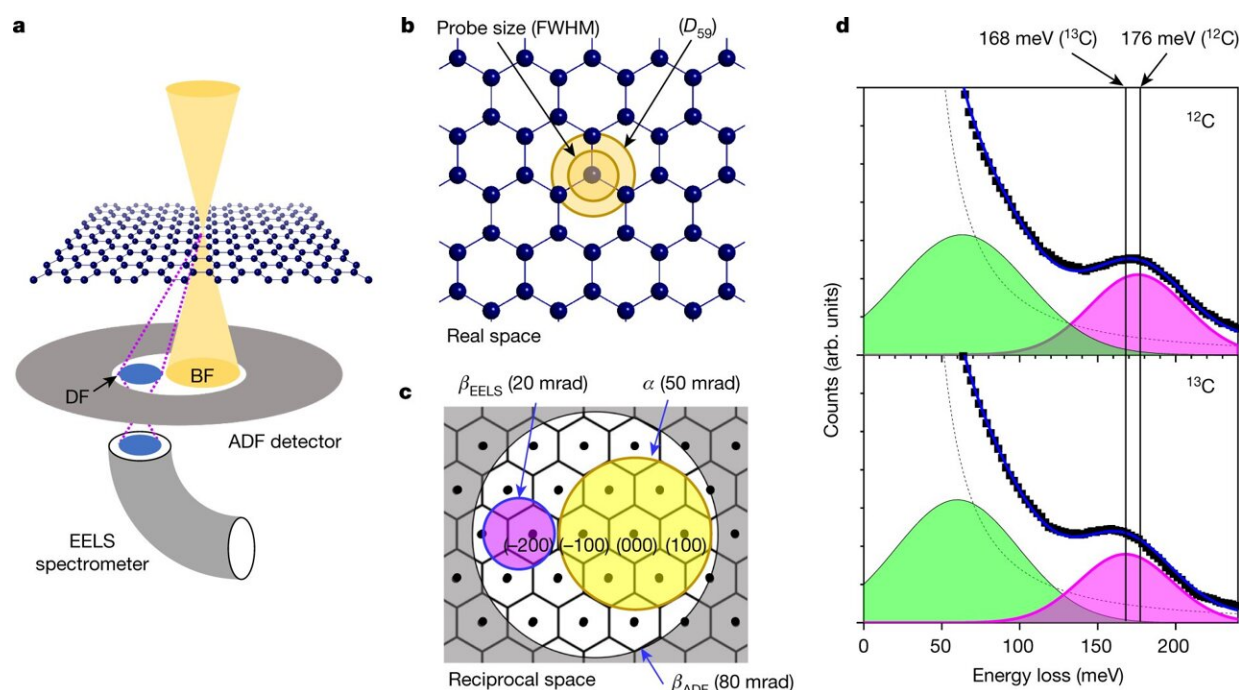 a
BF
DF
ADF detector
EELS
spectrometer
b
Probe size (FWHM)
(D₅₉)
Real space
c
β_EELS (20 mrad)
α (50 mrad)
(–200) (–100) (000) (100)
Reciprocal space
β_ADF (80 mrad)
d
168 meV (¹³C)
176 meV (¹²C)
¹²C
¹³C
Counts (arb. units)
0 50 100 150 200
Energy loss (meV)